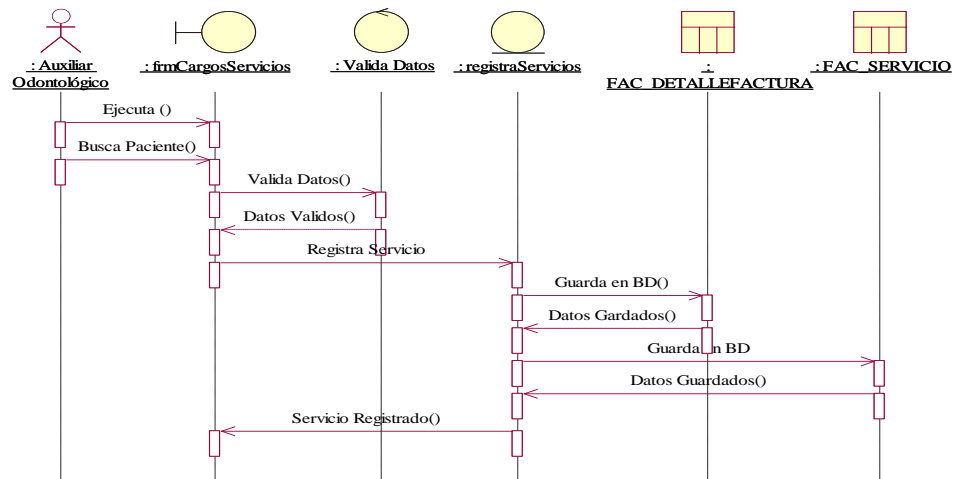 : Auxiliar
Odontológico
: frmCargosServicios
: Valida Datos
: registraServicios
:
FAC_DETALLEFACTURA
: FAC_SERVICIO
Ejecuta ()
Busca Paciente()
Valida Datos()
Datos Validos()
Registra Servicio
Guarda en BD()
Datos Gardados()
Guarda en BD
Datos Guardados()
Servicio Registrado()